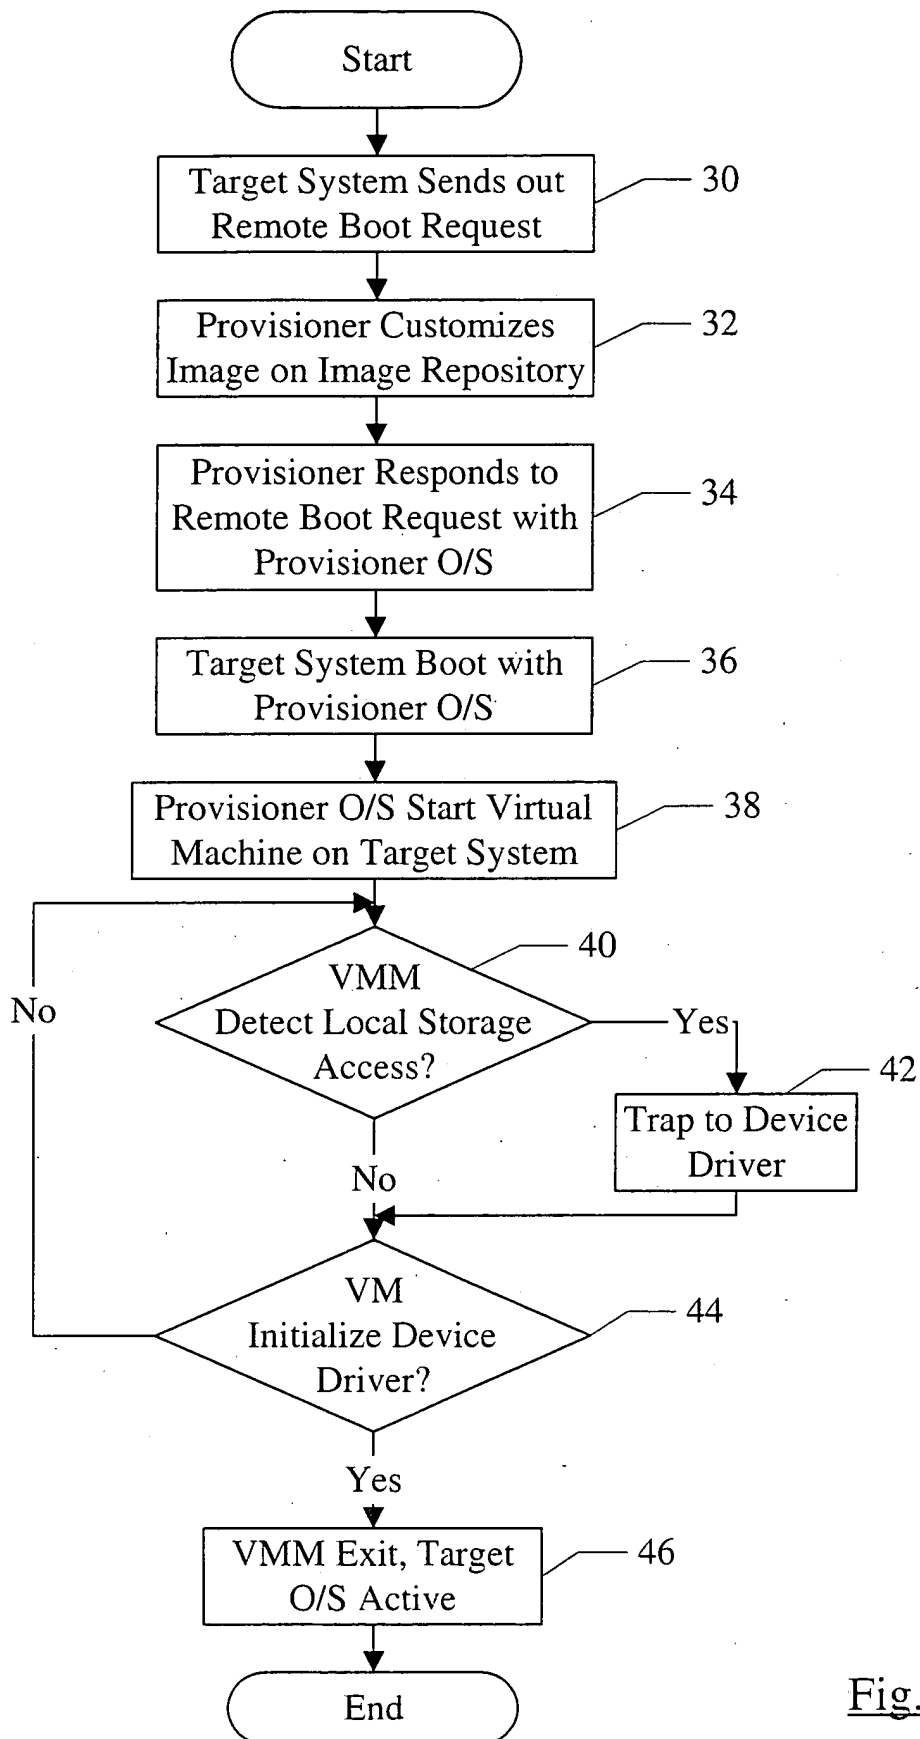 Start
Target System Sends out
Remote Boot Request
30
Provisioner Customizes
Image on Image Repository
32
Provisioner Responds to
Remote Boot Request with
Provisioner O/S
34
Target System Boot with
Provisioner O/S
36
Provisioner O/S Start Virtual
Machine on Target System
38
VMM
Detect Local Storage
Access?
40
No
Yes
Trap to Device
Driver
42
No
VM
Initialize Device
Driver?
44
Yes
VMM Exit, Target
O/S Active
46
End
Fig.